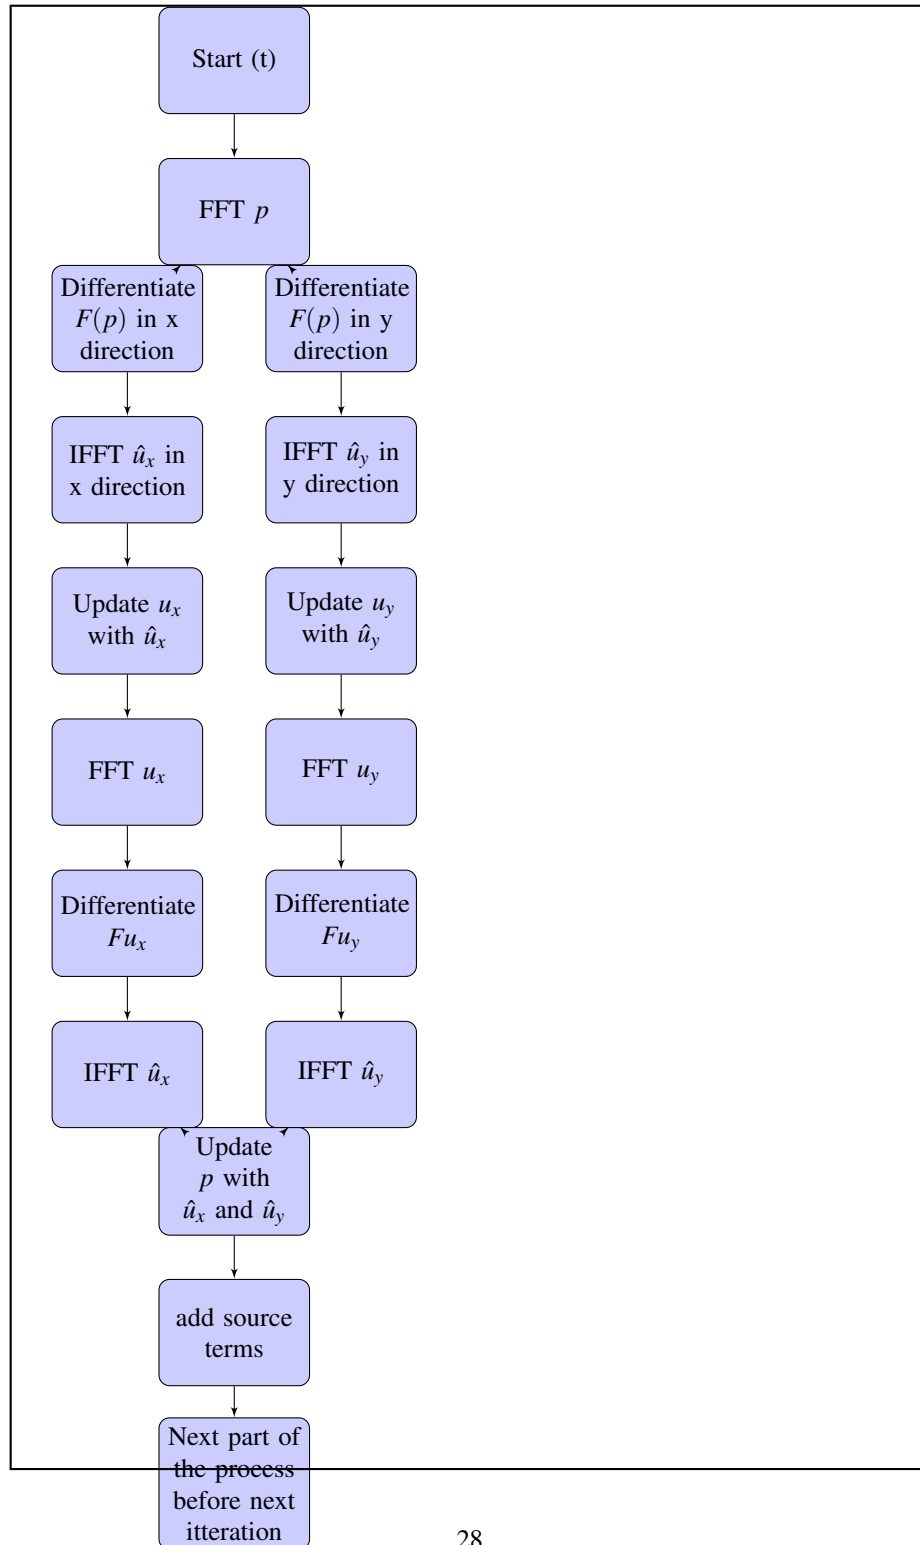 Start (t)
FFT p
Differentiate
F(p) in x
direction
Differentiate
F(p) in y
direction
IFFT û_x in
x direction
IFFT û_y in
y direction
Update u_x
with û_x
Update u_y
with û_y
FFT u_x
FFT u_y
Differentiate
Fu_x
Differentiate
Fu_y
IFFT û_x
IFFT û_y
Update
p with
û_x and û_y
add source
terms
Next part of
the process
before next
itteration
28